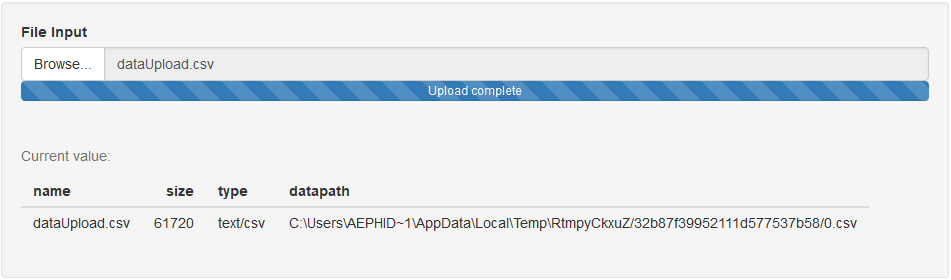 File Input
Browse... dataUpload.csv
Upload complete
Current value:
name size type datapath
dataUpload.csv 61720 text/csv C:\Users\AEPHID~1\AppData\Local\Temp\RtmpyCkxuZ/32b87f39952111d577537b58/0.csv